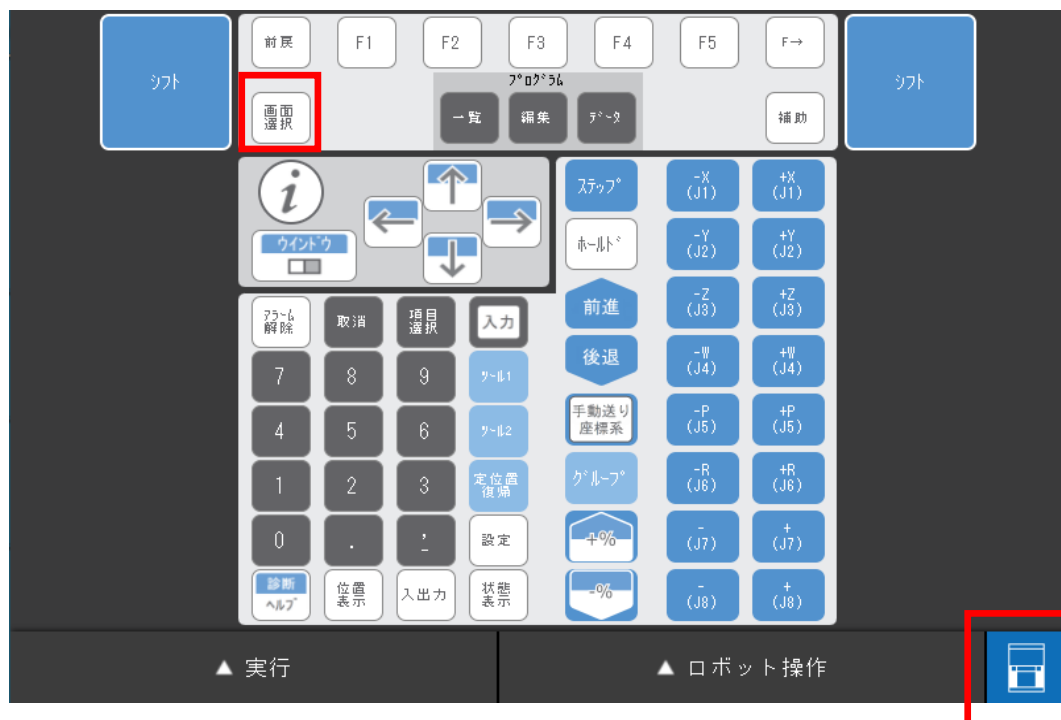 シフト
前 戻
F1
F2
F3
F4
F5
F→
シフト
プログラム
画面
選択
一 覧
編 集
データ
補 助
i
ウインドウ
ステップ
-X
(J1)
+X
(J1)
ホールド
-Y
(J2)
+Y
(J2)
前進
-Z
(J3)
+Z
(J3)
後退
-W
(J4)
+W
(J4)
手動送り
座標系
-P
(J5)
+P
(J5)
グループ
-R
(J6)
+R
(J6)
+%
-
(J7)
+
(J7)
-%
-
(J8)
+
(J8)
アラーム
解除
取消
項目
選択
入力
7
8
9
ツール1
4
5
6
ツール2
1
2
3
定位置
復帰
0
.
,
-
設 定
診断
ヘルプ
位置
表示
入出力
状態
表示
▲ 実行
▲ ロボット操作